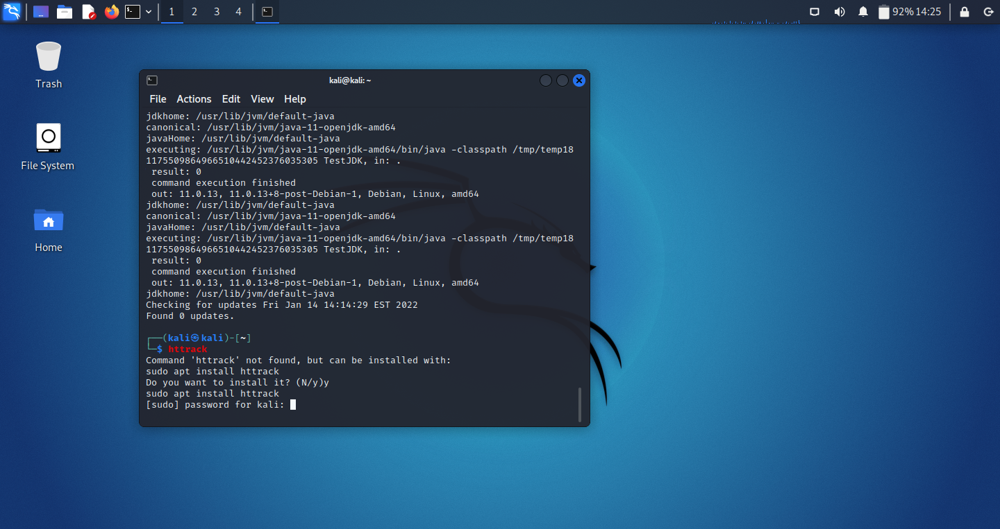 1 2 3 4
92% 14:25
Trash
File System
Home
kali@kali: ~
File Actions Edit View Help
jdkhome: /usr/lib/jvm/default-java
canonical: /usr/lib/jvm/java-11-openjdk-amd64
javaHome: /usr/lib/jvm/default-java
executing: /usr/lib/jvm/java-11-openjdk-amd64/bin/java -classpath /tmp/temp18
11755098649665104424523760353​05 TestJDK, in: .
 result: 0
 command execution finished
 out: 11.0.13, 11.0.13+8-post-Debian-1, Debian, Linux, amd64
jdkhome: /usr/lib/jvm/default-java
canonical: /usr/lib/jvm/java-11-openjdk-amd64
javaHome: /usr/lib/jvm/default-java
executing: /usr/lib/jvm/java-11-openjdk-amd64/bin/java -classpath /tmp/temp18
1175509864966510442452376035305 TestJDK, in: .
 result: 0
 command execution finished
 out: 11.0.13, 11.0.13+8-post-Debian-1, Debian, Linux, amd64
jdkhome: /usr/lib/jvm/default-java
Checking for updates Fri Jan 14 14:14:29 EST 2022
Found 0 updates.
┌──(kali㉿kali)-[~]
└─$ httrack
Command 'httrack' not found, but can be installed with:
sudo apt install httrack
Do you want to install it? (N/y)y
sudo apt install httrack
[sudo] password for kali: